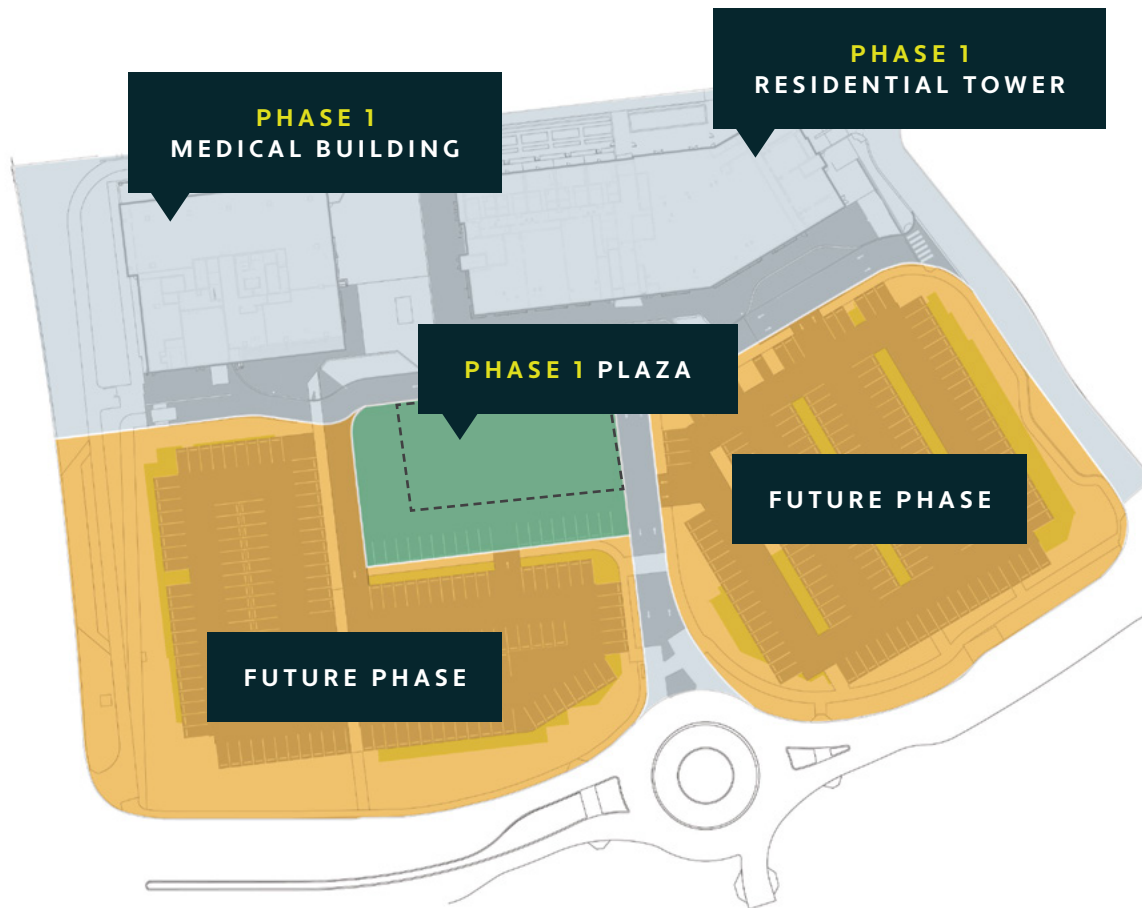 PHASE 1
RESIDENTIAL TOWER
PHASE 1
MEDICAL BUILDING
PHASE 1 PLAZA
FUTURE PHASE
FUTURE PHASE